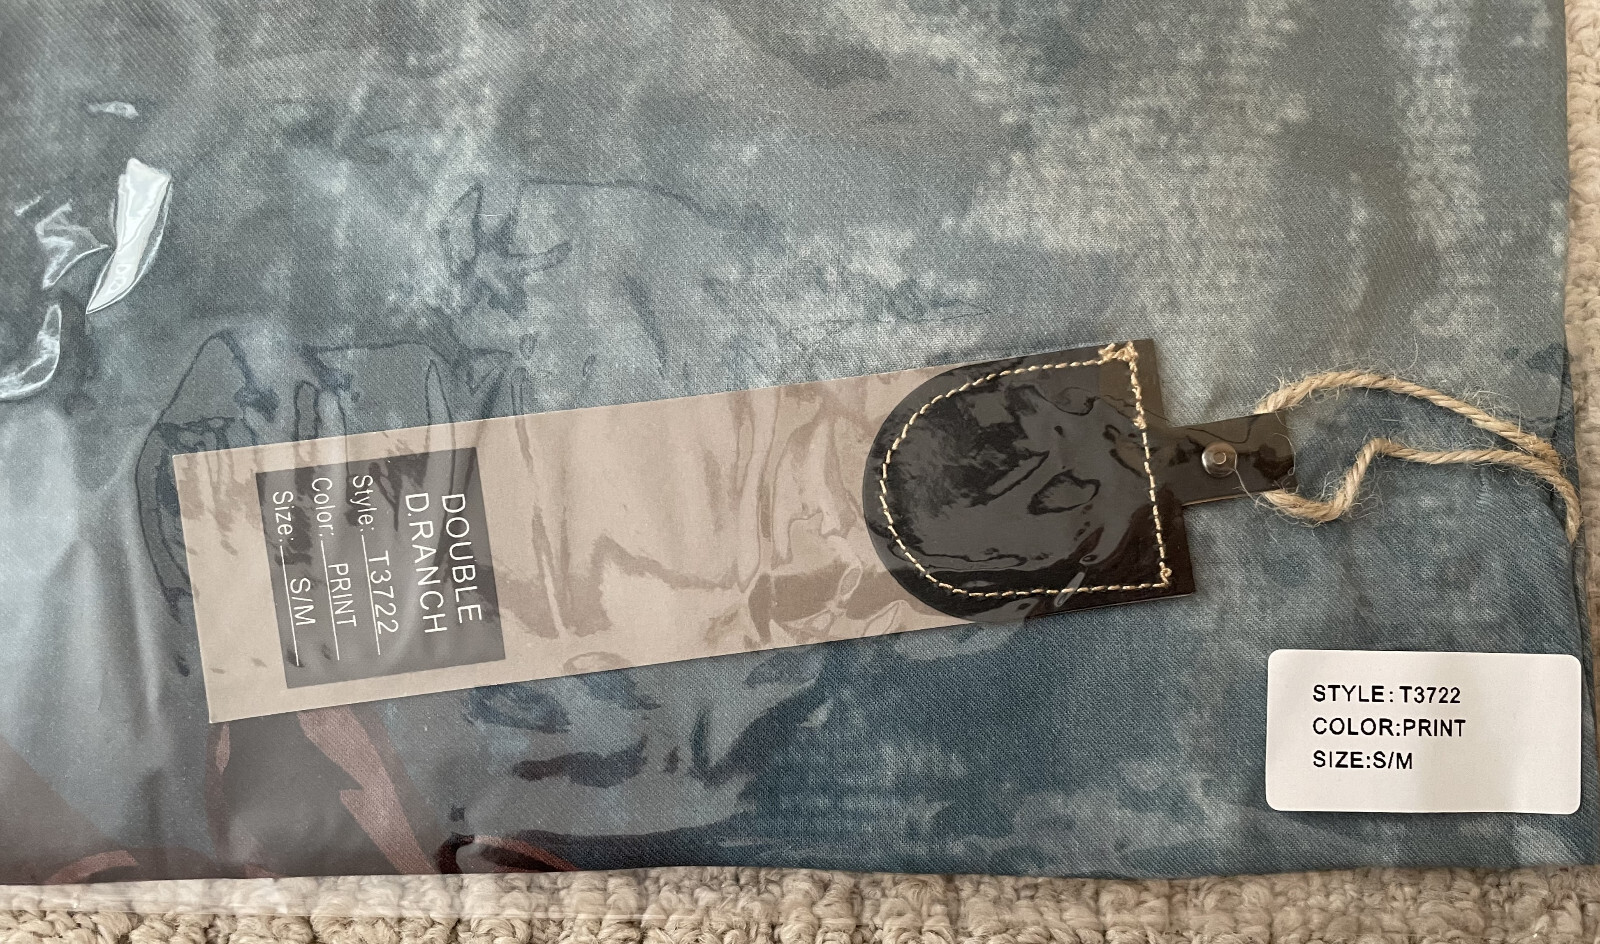 DOUBLE
D.RANCH
Style: T3722
Color: PRINT
Size: S/M
STYLE: T3722
COLOR:PRINT
SIZE:S/M